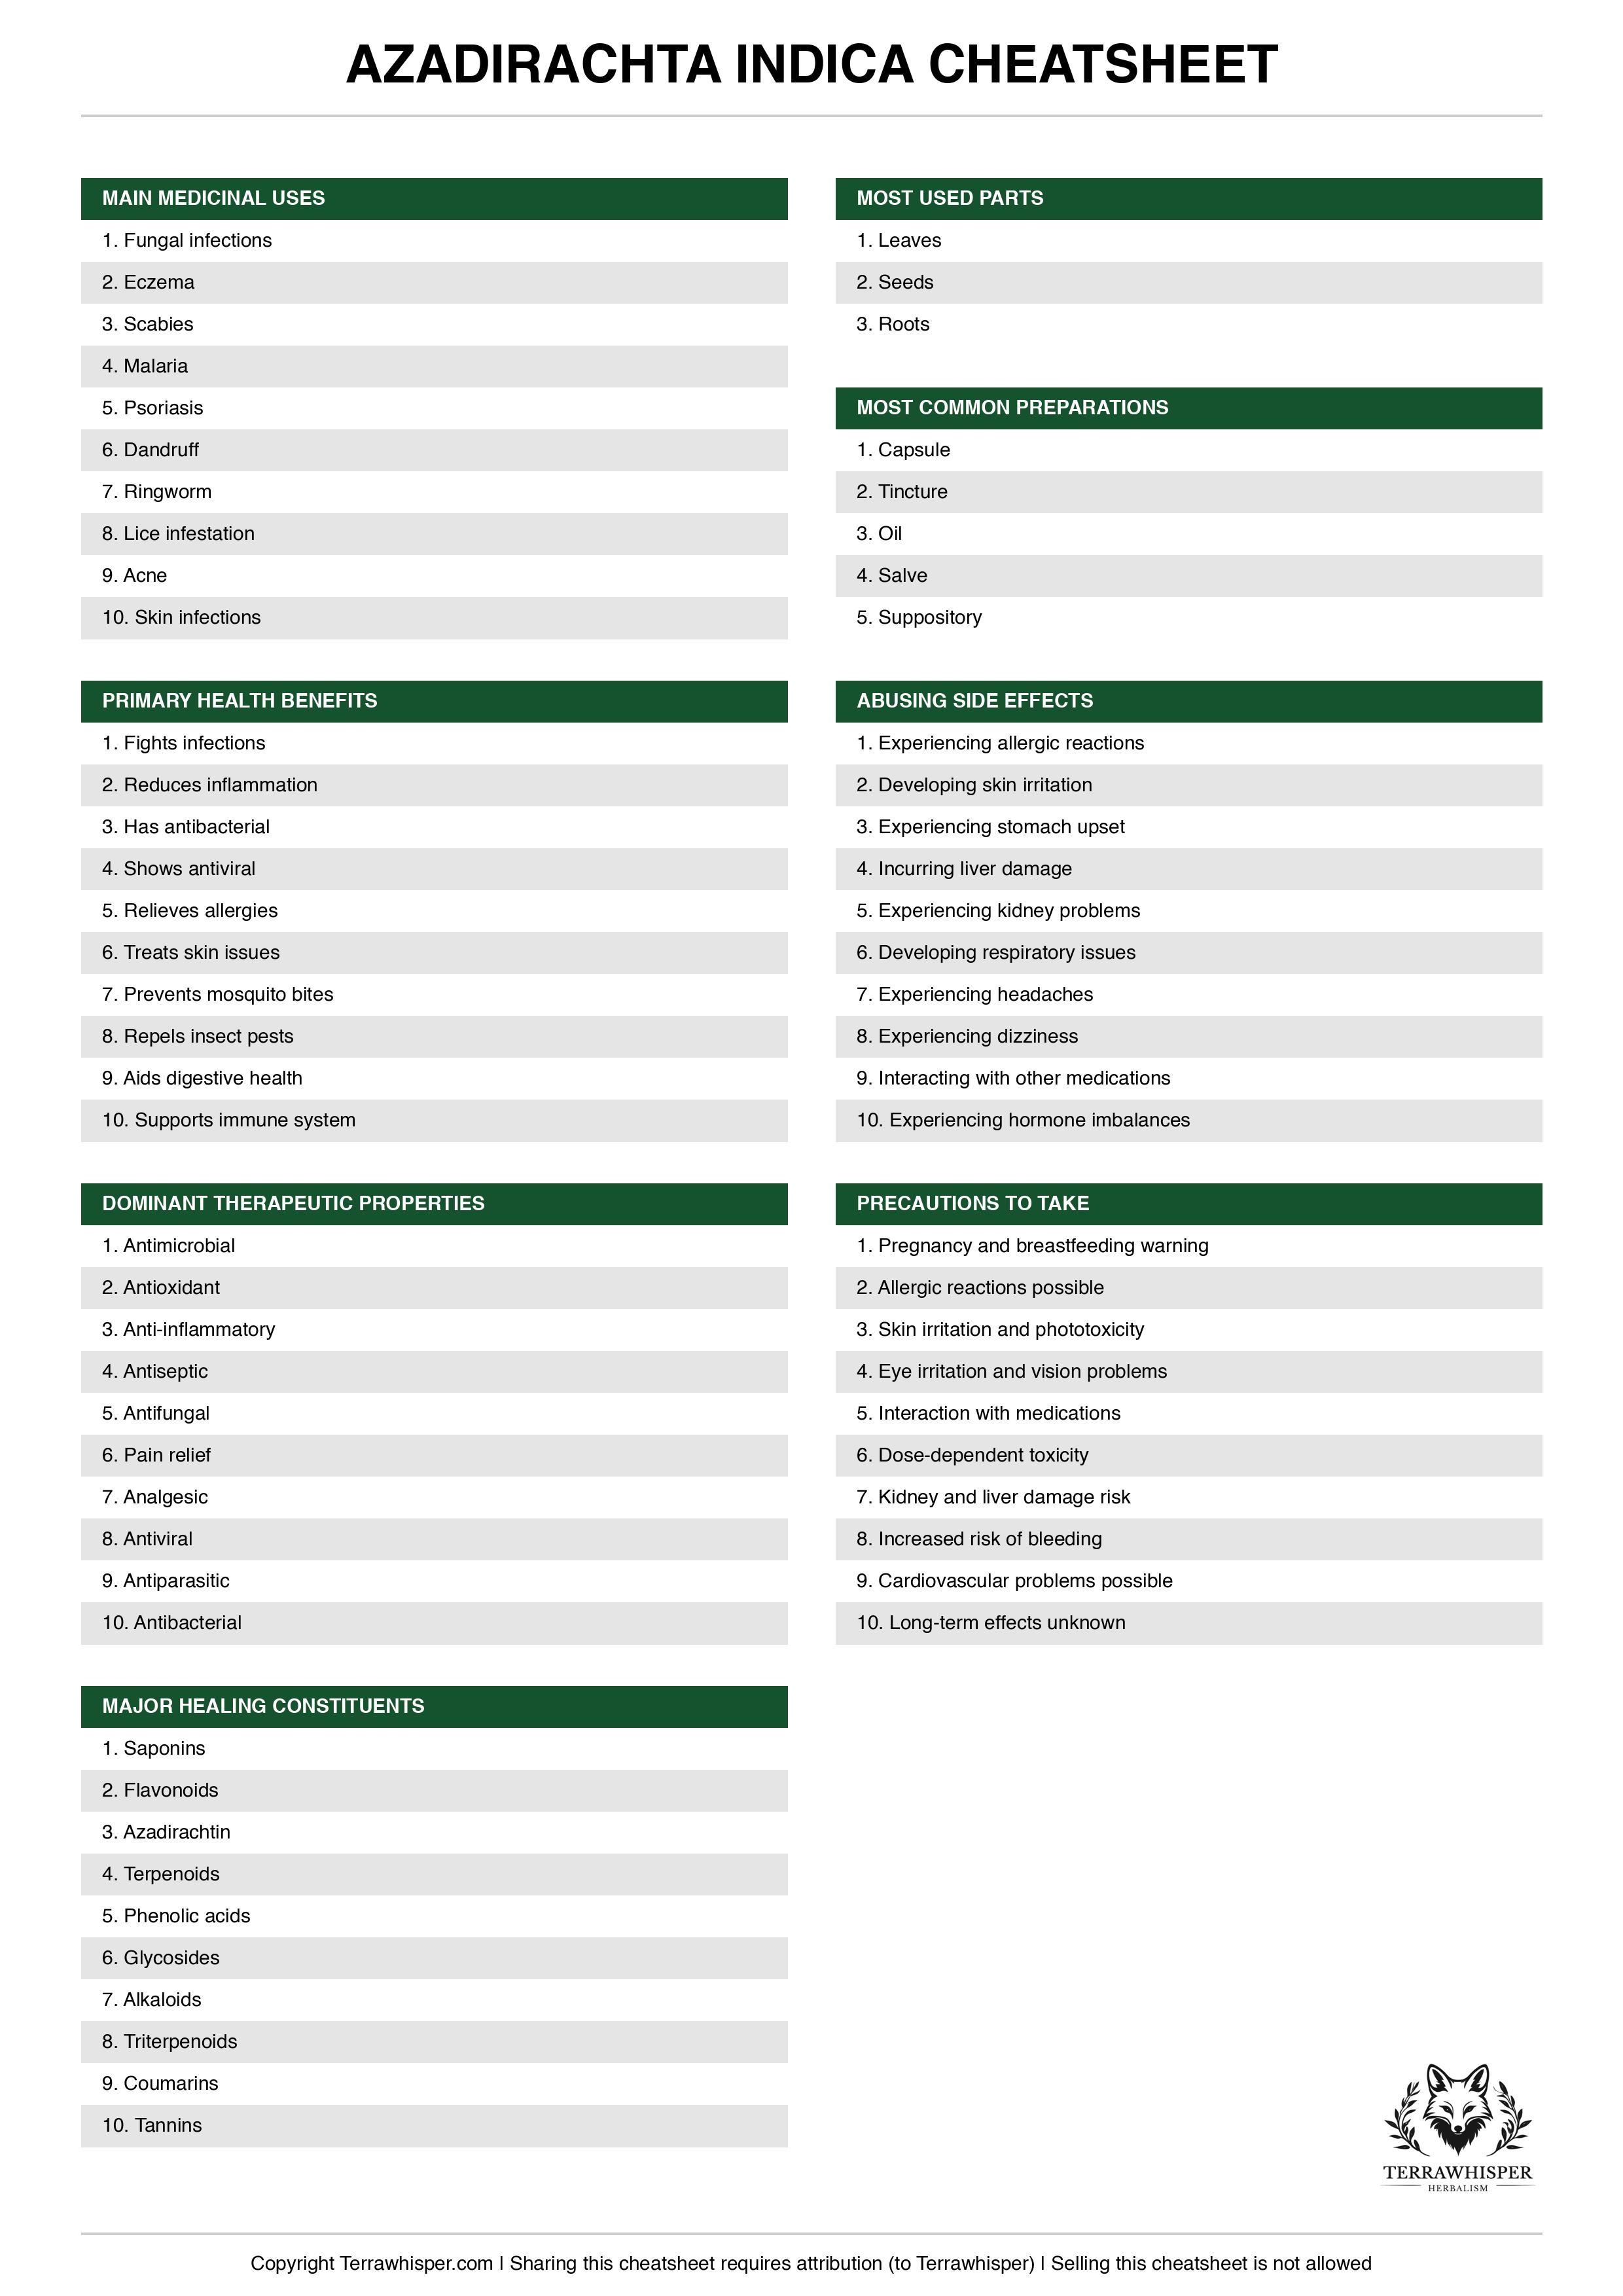 AZADIRACHTA INDICA CHEATSHEET
MAIN MEDICINAL USES
1. Fungal infections
2. Eczema
3. Scabies
4. Malaria
5. Psoriasis
6. Dandruff
7. Ringworm
8. Lice infestation
9. Acne
10. Skin infections
PRIMARY HEALTH BENEFITS
1. Fights infections
2. Reduces inflammation
3. Has antibacterial
4. Shows antiviral
5. Relieves allergies
6. Treats skin issues
7. Prevents mosquito bites
8. Repels insect pests
9. Aids digestive health
10. Supports immune system
DOMINANT THERAPEUTIC PROPERTIES
1. Antimicrobial
2. Antioxidant
3. Anti-inflammatory
4. Antiseptic
5. Antifungal
6. Pain relief
7. Analgesic
8. Antiviral
9. Antiparasitic
10. Antibacterial
MAJOR HEALING CONSTITUENTS
1. Saponins
2. Flavonoids
3. Azadirachtin
4. Terpenoids
5. Phenolic acids
6. Glycosides
7. Alkaloids
8. Triterpenoids
9. Coumarins
10. Tannins
MOST USED PARTS
1. Leaves
2. Seeds
3. Roots
MOST COMMON PREPARATIONS
1. Capsule
2. Tincture
3. Oil
4. Salve
5. Suppository
ABUSING SIDE EFFECTS
1. Experiencing allergic reactions
2. Developing skin irritation
3. Experiencing stomach upset
4. Incurring liver damage
5. Experiencing kidney problems
6. Developing respiratory issues
7. Experiencing headaches
8. Experiencing dizziness
9. Interacting with other medications
10. Experiencing hormone imbalances
PRECAUTIONS TO TAKE
1. Pregnancy and breastfeeding warning
2. Allergic reactions possible
3. Skin irritation and phototoxicity
4. Eye irritation and vision problems
5. Interaction with medications
6. Dose-dependent toxicity
7. Kidney and liver damage risk
8. Increased risk of bleeding
9. Cardiovascular problems possible
10. Long-term effects unknown
TERRAWHISPER
HERBALISM
Copyright Terrawhisper.com | Sharing this cheatsheet requires attribution (to Terrawhisper) | Selling this cheatsheet is not allowed